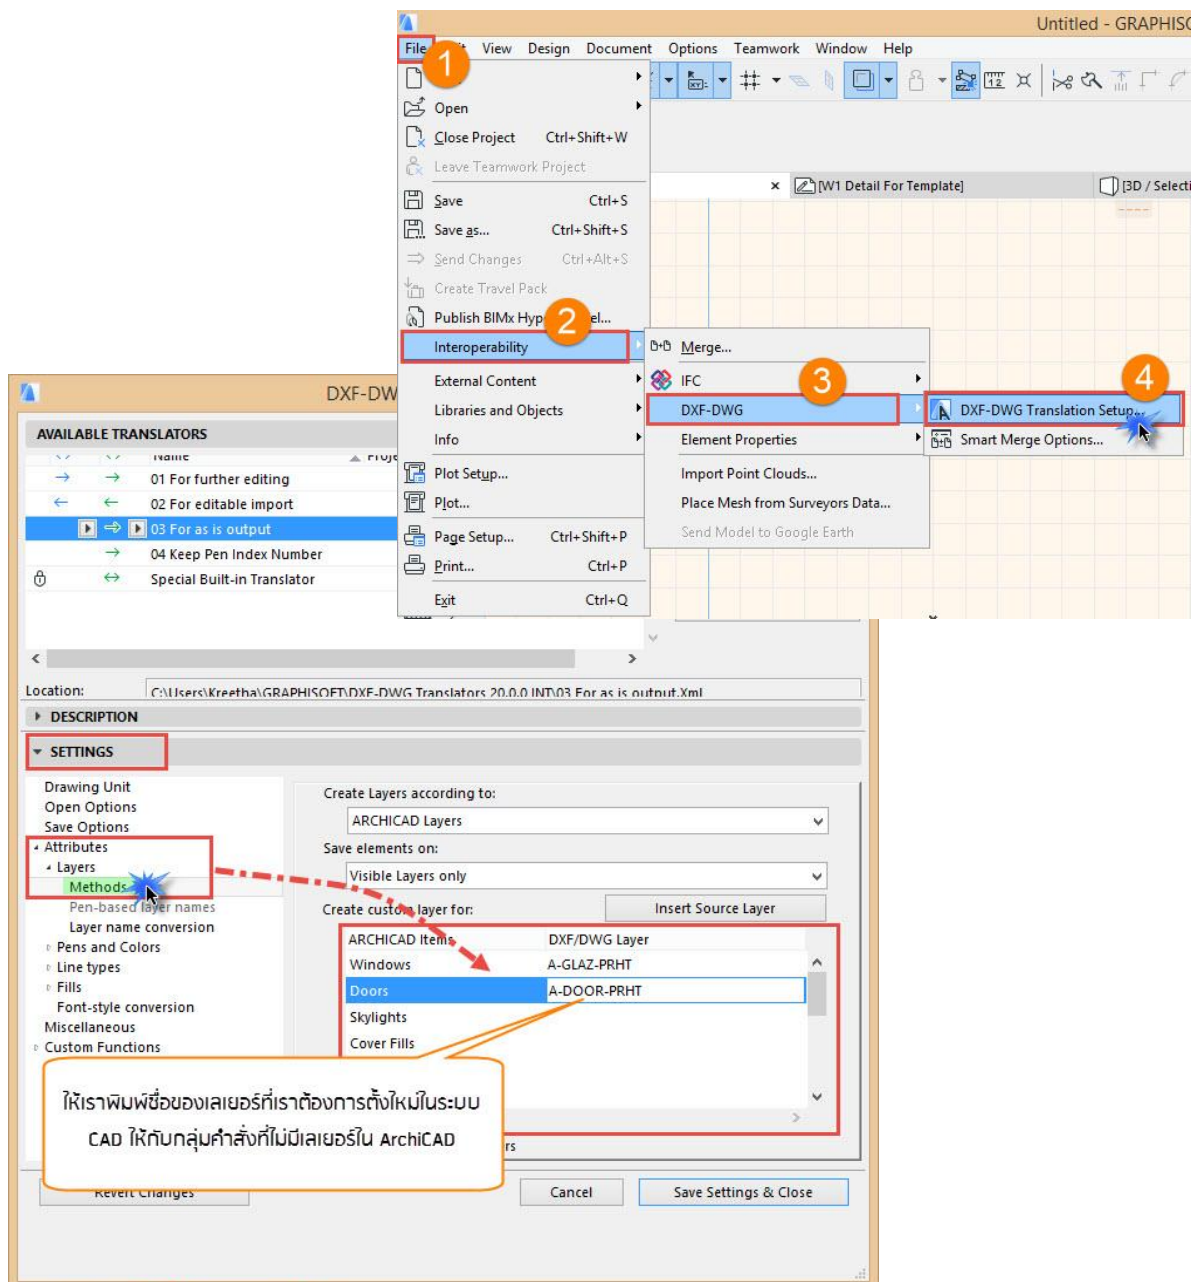 Untitled - GRAPHISO
File View Design Document Options Teamwork Window Help
1
Open
Close Project Ctrl+Shift+W
Leave Teamwork Project
[W1 Detail For Template]
[3D / Selecti
Save Ctrl+S
Save as... Ctrl+Shift+S
Send Changes Ctrl+Alt+S
Create Travel Pack
Publish BIMx Hyp el...
2
Interoperability
Merge...
External Content
IFC
3
4
Libraries and Objects
DXF-DWG
DXF-DWG Translation Setup...
Info
Element Properties
Smart Merge Options...
Plot Setup...
Import Point Clouds...
Plot...
Place Mesh from Surveyors Data...
Page Setup... Ctrl+Shift+P
Send Model to Google Earth
Print... Ctrl+P
Exit Ctrl+Q
DXF-DW
AVAILABLE TRANSLATORS
Name Proje
01 For further editing
02 For editable import
03 For as is output
04 Keep Pen Index Number
Special Built-in Translator
Location: C:\Users\Kreetha\GRAPHISOFT\DXF-DWG Translators 20.0.0 INT\03 For as is output.Xml
DESCRIPTION
SETTINGS
Drawing Unit
Open Options
Save Options
Attributes
Layers
Methods
Pen-based layer names
Layer name conversion
Pens and Colors
Line types
Fills
Font-style conversion
Miscellaneous
Custom Functions
Create Layers according to:
ARCHICAD Layers
Save elements on:
Visible Layers only
Create custom layer for: Insert Source Layer
ARCHICAD Items DXF/DWG Layer
Windows A-GLAZ-PRHT
Doors A-DOOR-PRHT
Skylights
Cover Fills
ให้เราพิมพ์ชื่อของเลเยอร์ที่เราต้องการตั้งใหม่ในระบบ
CAD ให้กับกลุ่มคำสั่งที่ไม่มีเลเยอร์ใน ArchiCAD
rs
Revert Changes Cancel Save Settings & Close